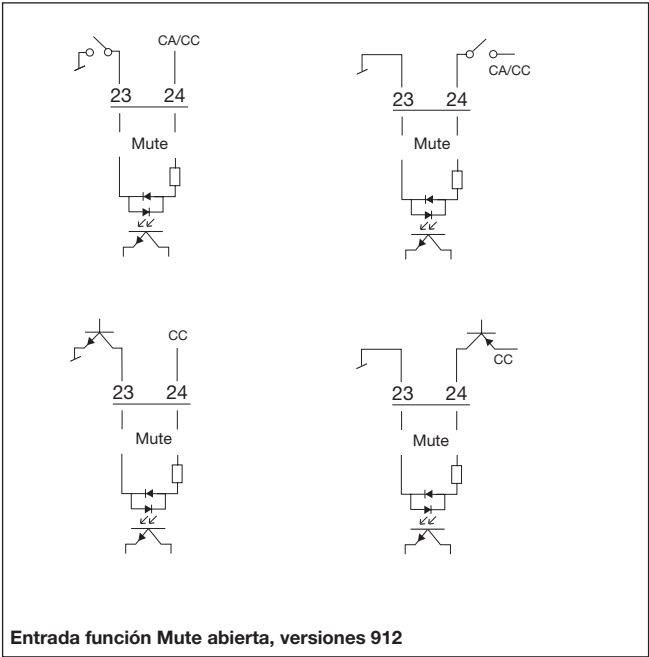 CA/CC
23 24
Mute
CA/CC
23 24
Mute
CC
23 24
Mute
CC
23 24
Mute
Entrada función Mute abierta, versiones 912